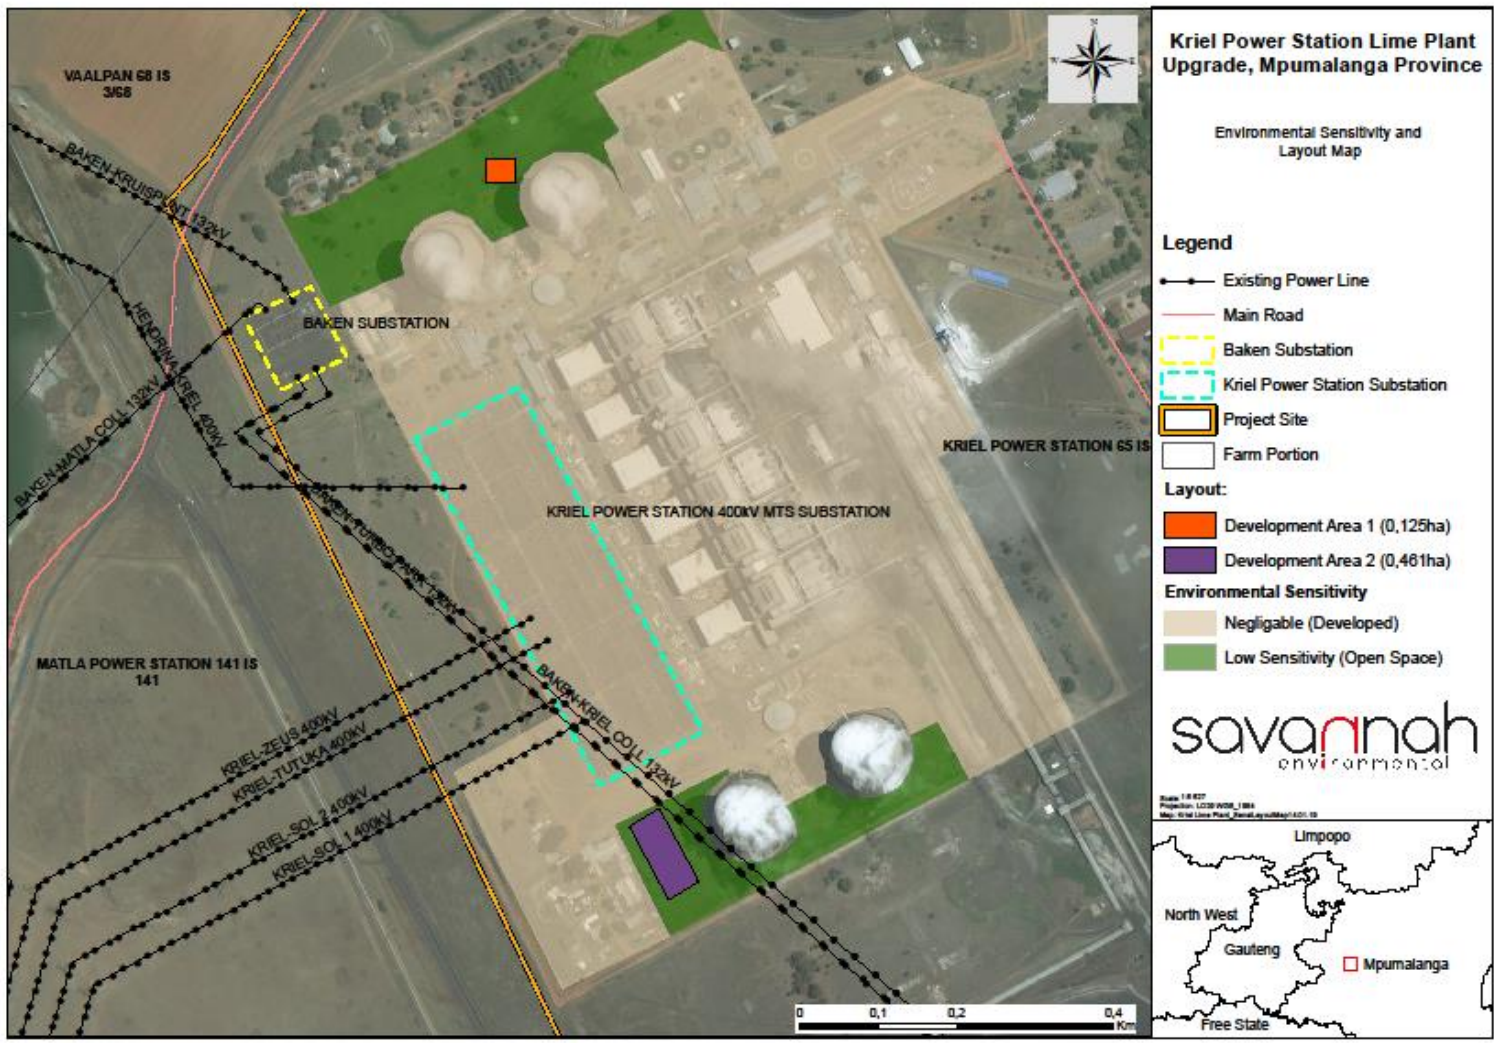 Kriel Power Station Lime Plant
Upgrade, Mpumalanga Province
Environmental Sensitivity and
Layout Map
Legend
Existing Power Line
Main Road
Baken Substation
Kriel Power Station Substation
Project Site
Farm Portion
Layout:
Development Area 1 (0,125ha)
Development Area 2 (0,461ha)
Environmental Sensitivity
Negligable (Developed)
Low Sensitivity (Open Space)
savannah
environmental
Limpopo
North West
Gauteng
Mpumalanga
Free State
N
W
E
VAALPAN 68 IS
3/68
BAKEN-KRUISPUNT 132kV
BAKEN SUBSTATION
HENDRINA-KRIEL 400kV
BAKEN-MATLA COLL 132kV
KRIEL POWER STATION 65 IS
KRIEL POWER STATION 400kV MTS SUBSTATION
132kV
MATLA POWER STATION 141 IS
141
BAKEN-KRIEL COLL 132kV
KRIEL-ZEUS 400kV
KRIEL-TUTUKA 400kV
KRIEL-SOL 2 400kV
KRIEL-SOL 1 400kV
0
0,1
0,2
0,4
Km